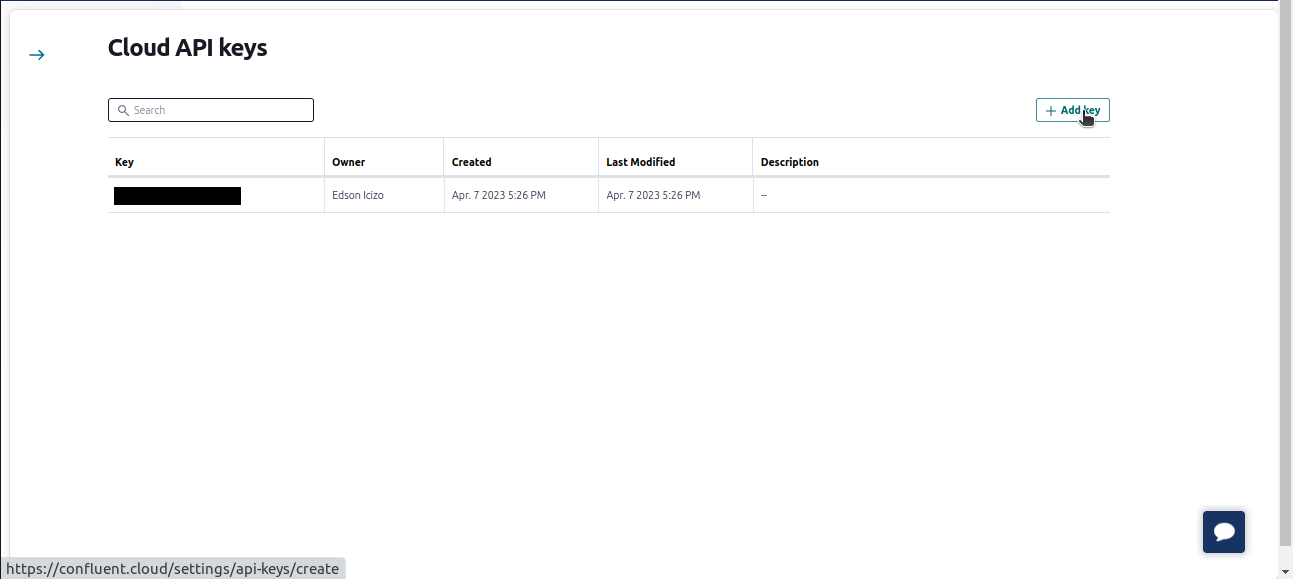 Cloud API keys
Search
+ Add key
Key Owner Created Last Modified Description
Edson Icizo Apr. 7 2023 5:26 PM Apr. 7 2023 5:26 PM --
https://confluent.cloud/settings/api-keys/create